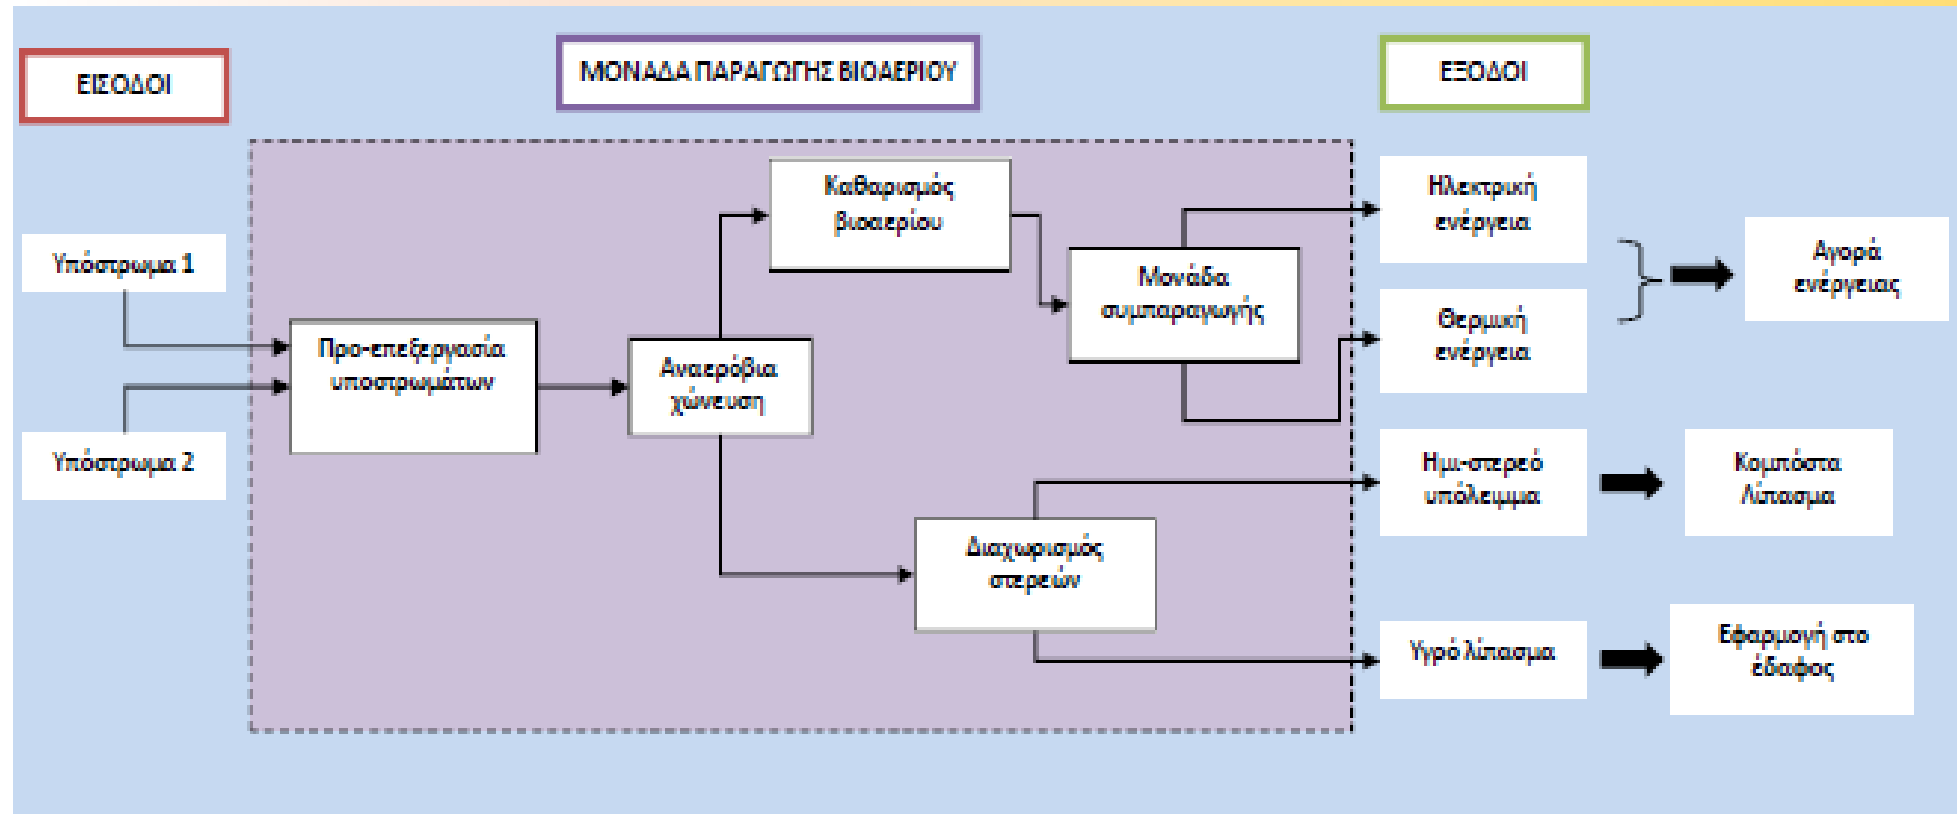 ΕΙΣΟΔΟΙ
ΜΟΝΑΔΑ ΠΑΡΑΓΩΓΗΣ ΒΙΟΑΕΡΙΟΥ
ΕΞΟΔΟΙ
Υπόστρωμα 1
Υπόστρωμα 2
Προ-επεξεργασία
υποστρωμάτων
Αναερόβια
χώνευση
Καθαρισμός
βιοαερίου
Μονάδα
συμπαραγωγής
Διαχωρισμός
στερεών
Ηλεκτρική
ενέργεια
Θερμική
ενέργεια
Αγορά
ενέργειας
Ημι-στερεό
υπόλειμμα
Κομπόστα
Λίπασμα
Υγρό λίπασμα
Εφαρμογή στο
έδαφος